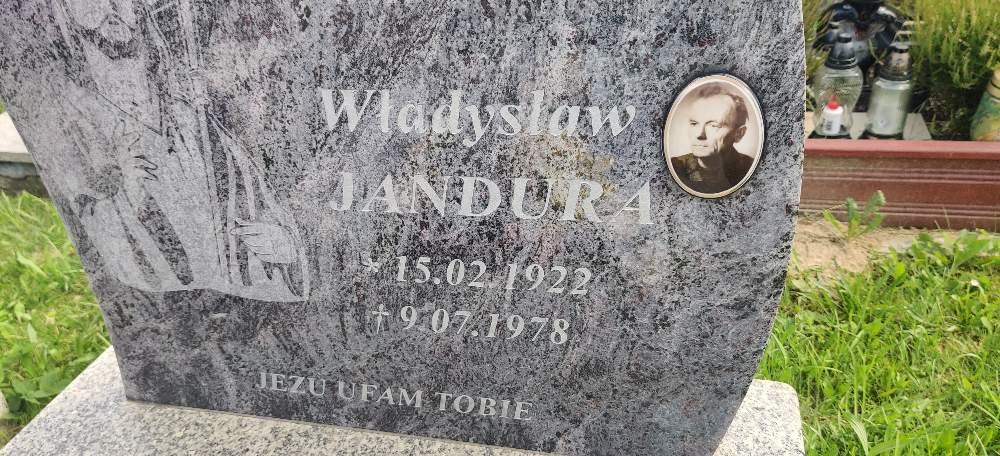 Władysław
JANDURA
* 15.02.1922
† 9.07.1978
JEZU UFAM TOBIE